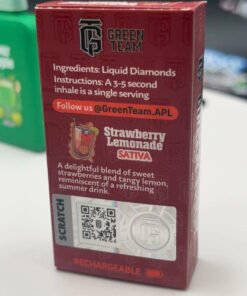 GREEN
TEAM
Ingredients: Liquid Diamonds
Instructions: A 3-5 second
inhale is a single serving
Follow us @GreenTeam.APL
Strawberry
Lemonade
SATIVA
A delightful blend of sweet
strawberries and tangy lemon,
reminiscent of a refreshing
summer drink.
SCRATCH
RECHARGEABLE